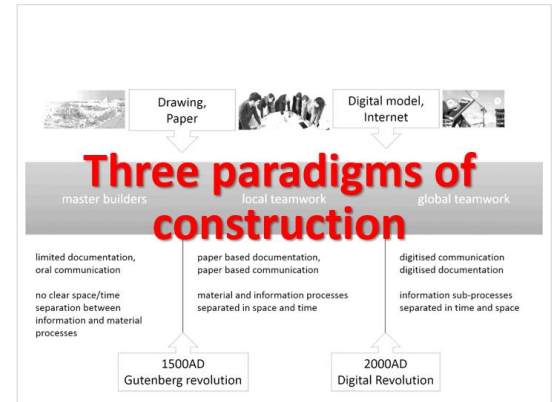 Drawing,
Paper
Digital model,
Internet
Three paradigms of
construction
master builders
local teamwork
global teamwork
limited documentation,
oral communication
no clear space/time
separation between
information and material
processes
paper based documentation,
paper based communication
material and information processes
separated in space and time
digitised communication
digitised documentation
information sub-processes
separated in time and space
1500AD
Gutenberg revolution
2000AD
Digital Revolution